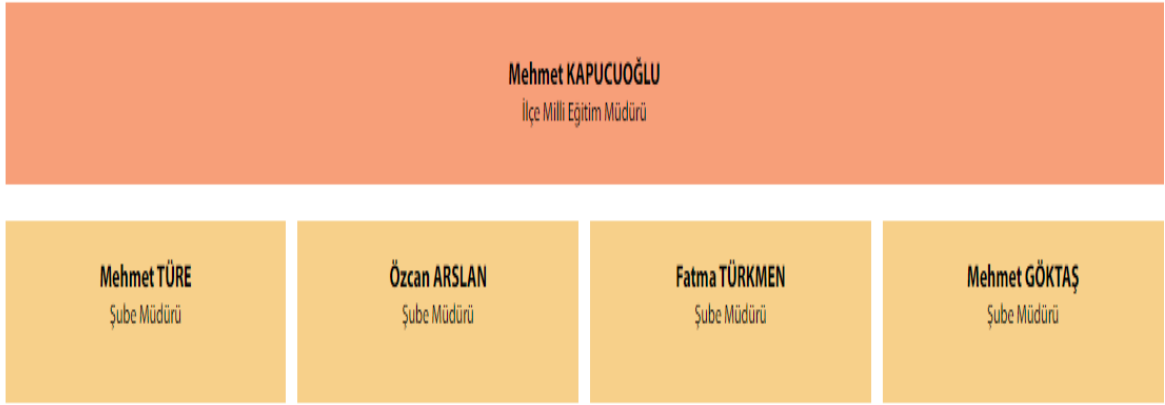 Mehmet KAPUCUOĞLU
İlçe Milli Eğitim Müdürü
Mehmet TÜRE
Şube Müdürü
Özcan ARSLAN
Şube Müdürü
Fatma TÜRKMEN
Şube Müdürü
Mehmet GÖKTAŞ
Şube Müdürü